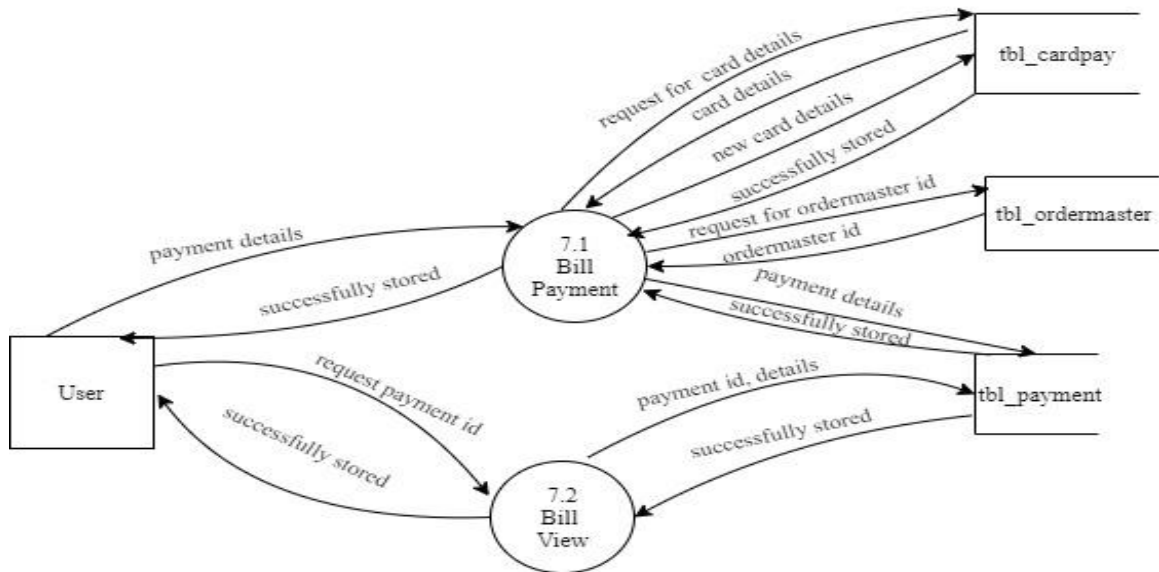 request for card details
card details
new card details
successfully stored
tbl_cardpay
request for ordermaster id
ordermaster id
tbl_ordermaster
payment details
successfully stored
7.1
Bill
Payment
payment details
successfully stored
User
request payment id
successfully stored
payment id, details
successfully stored
tbl_payment
7.2
Bill
View